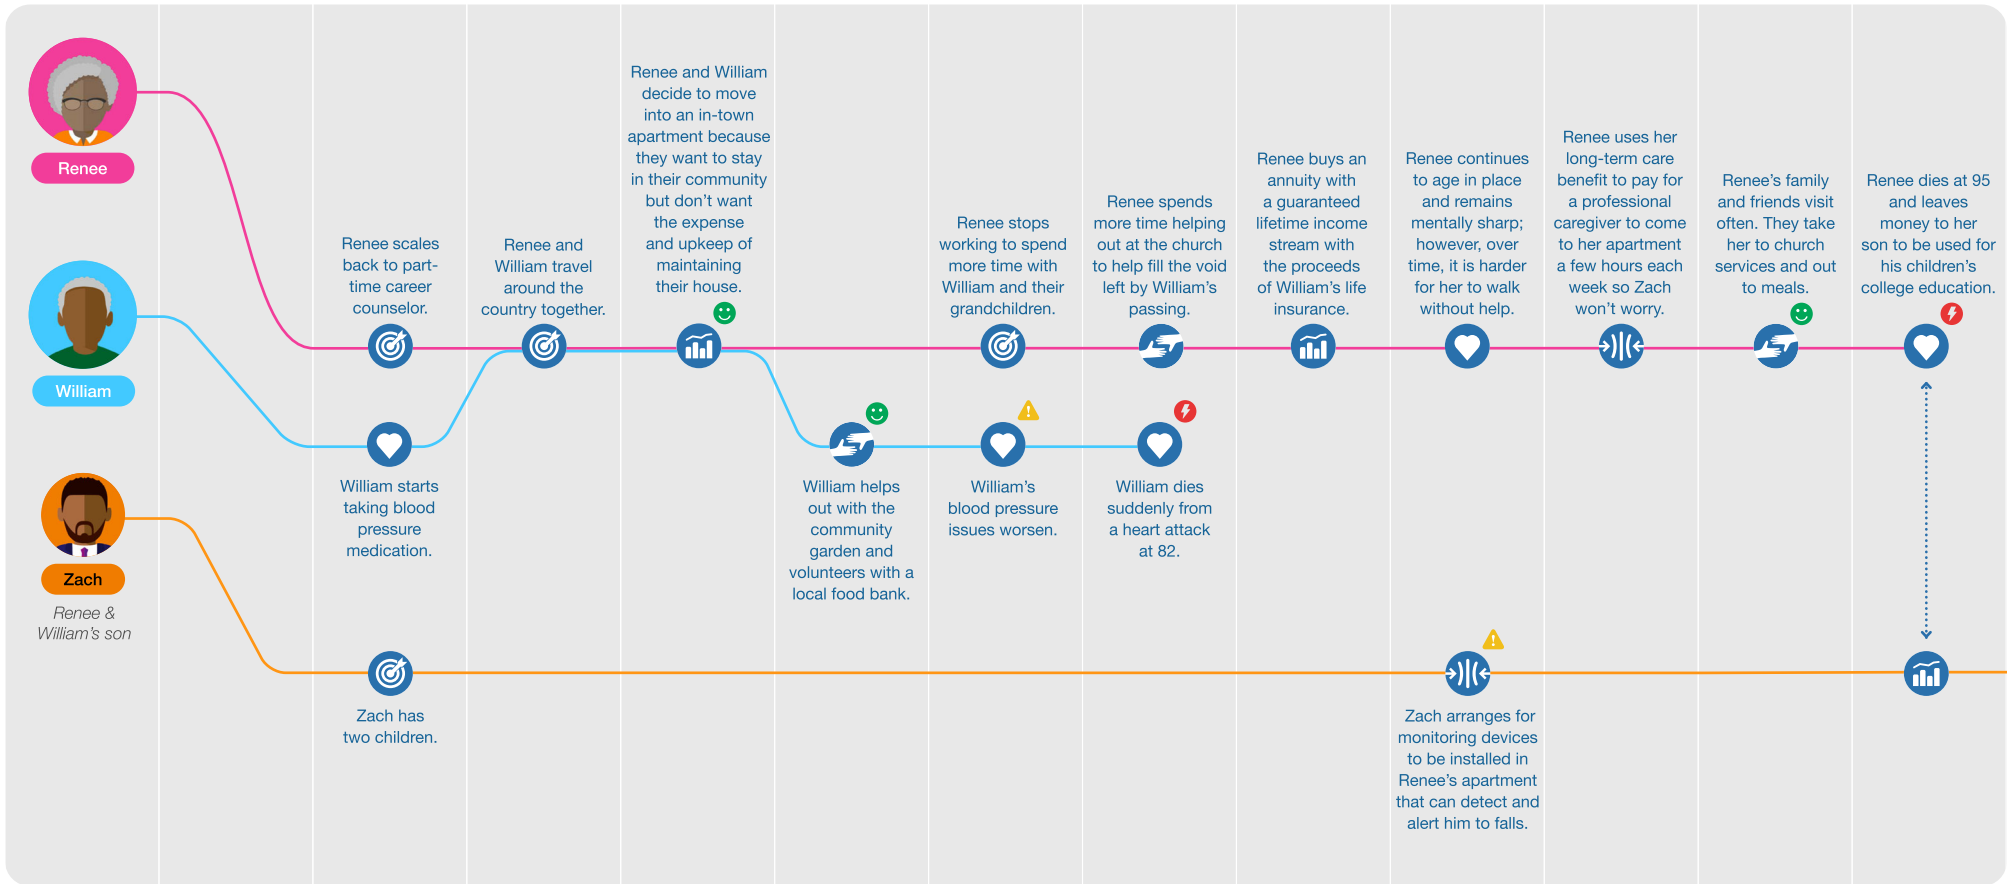 Renee
William
Zach
Renee &
William's son
Renee scales
back to part-
time career
counselor.
William starts
taking blood
pressure
medication.
Zach has
two children.
Renee and
William travel
around the
country together.
Renee and William
decide to move
into an in-town
apartment because
they want to stay
in their community
but don't want
the expense
and upkeep of
maintaining
their house.
William helps
out with the
community
garden and
volunteers with a
local food bank.
Renee stops
working to spend
more time with
William and their
grandchildren.
William's
blood pressure
issues worsen.
Renee spends
more time helping
out at the church
to help fill the void
left by William's
passing.
William dies
suddenly from
a heart attack
at 82.
Renee buys an
annuity with
a guaranteed
lifetime income
stream with
the proceeds
of William's life
insurance.
Renee continues
to age in place
and remains
mentally sharp;
however, over
time, it is harder
for her to walk
without help.
Zach arranges for
monitoring devices
to be installed in
Renee's apartment
that can detect and
alert him to falls.
Renee uses her
long-term care
benefit to pay for
a professional
caregiver to come
to her apartment
a few hours each
week so Zach
won't worry.
Renee's family
and friends visit
often. They take
her to church
services and out
to meals.
Renee dies at 95
and leaves
money to her
son to be used for
his children's
college education.